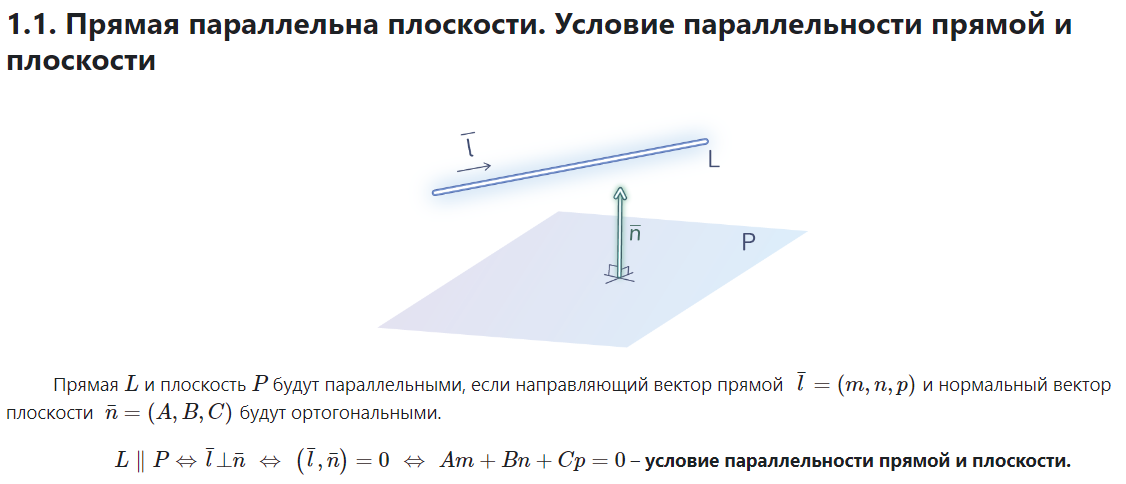 1.1. Прямая параллельна плоскости. Условие параллельности прямой и
плоскости
l̅
L
n̅
P
Прямая L и плоскость P будут параллельными, если направляющий вектор прямой l̅ = (m, n, p) и нормальный вектор
плоскости n̅ = (A, B, C) будут ортогональными.
L ∥ P ⇔ l̅ ⊥ n̅ ⇔ (l̅, n̅) = 0 ⇔ Am + Bn + Cp = 0 – условие параллельности прямой и плоскости.